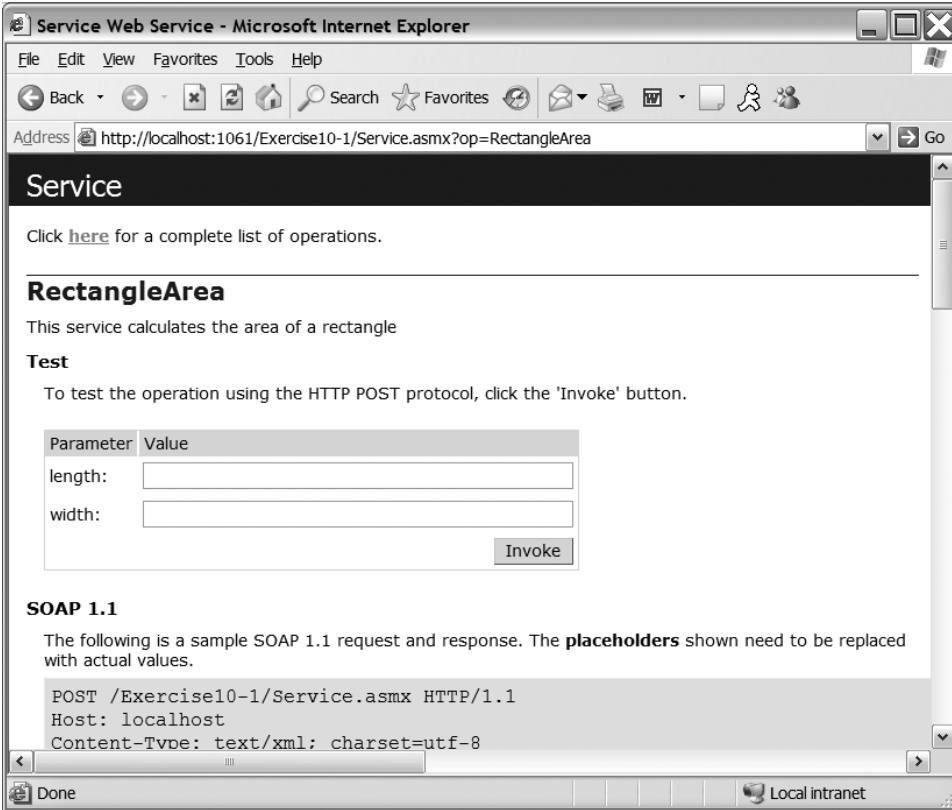 Service Web Service - Microsoft Internet Explorer
File Edit View Favorites Tools Help
Back Search Favorites
Address http://localhost:1061/Exercise10-1/Service.asmx?op=RectangleArea Go
Service
Click here for a complete list of operations.
RectangleArea
This service calculates the area of a rectangle
Test
To test the operation using the HTTP POST protocol, click the 'Invoke' button.
Parameter Value
length:
width:
Invoke
SOAP 1.1
The following is a sample SOAP 1.1 request and response. The placeholders shown need to be replaced
with actual values.
POST /Exercise10-1/Service.asmx HTTP/1.1
Host: localhost
Content-Type: text/xml; charset=utf-8
Done Local intranet